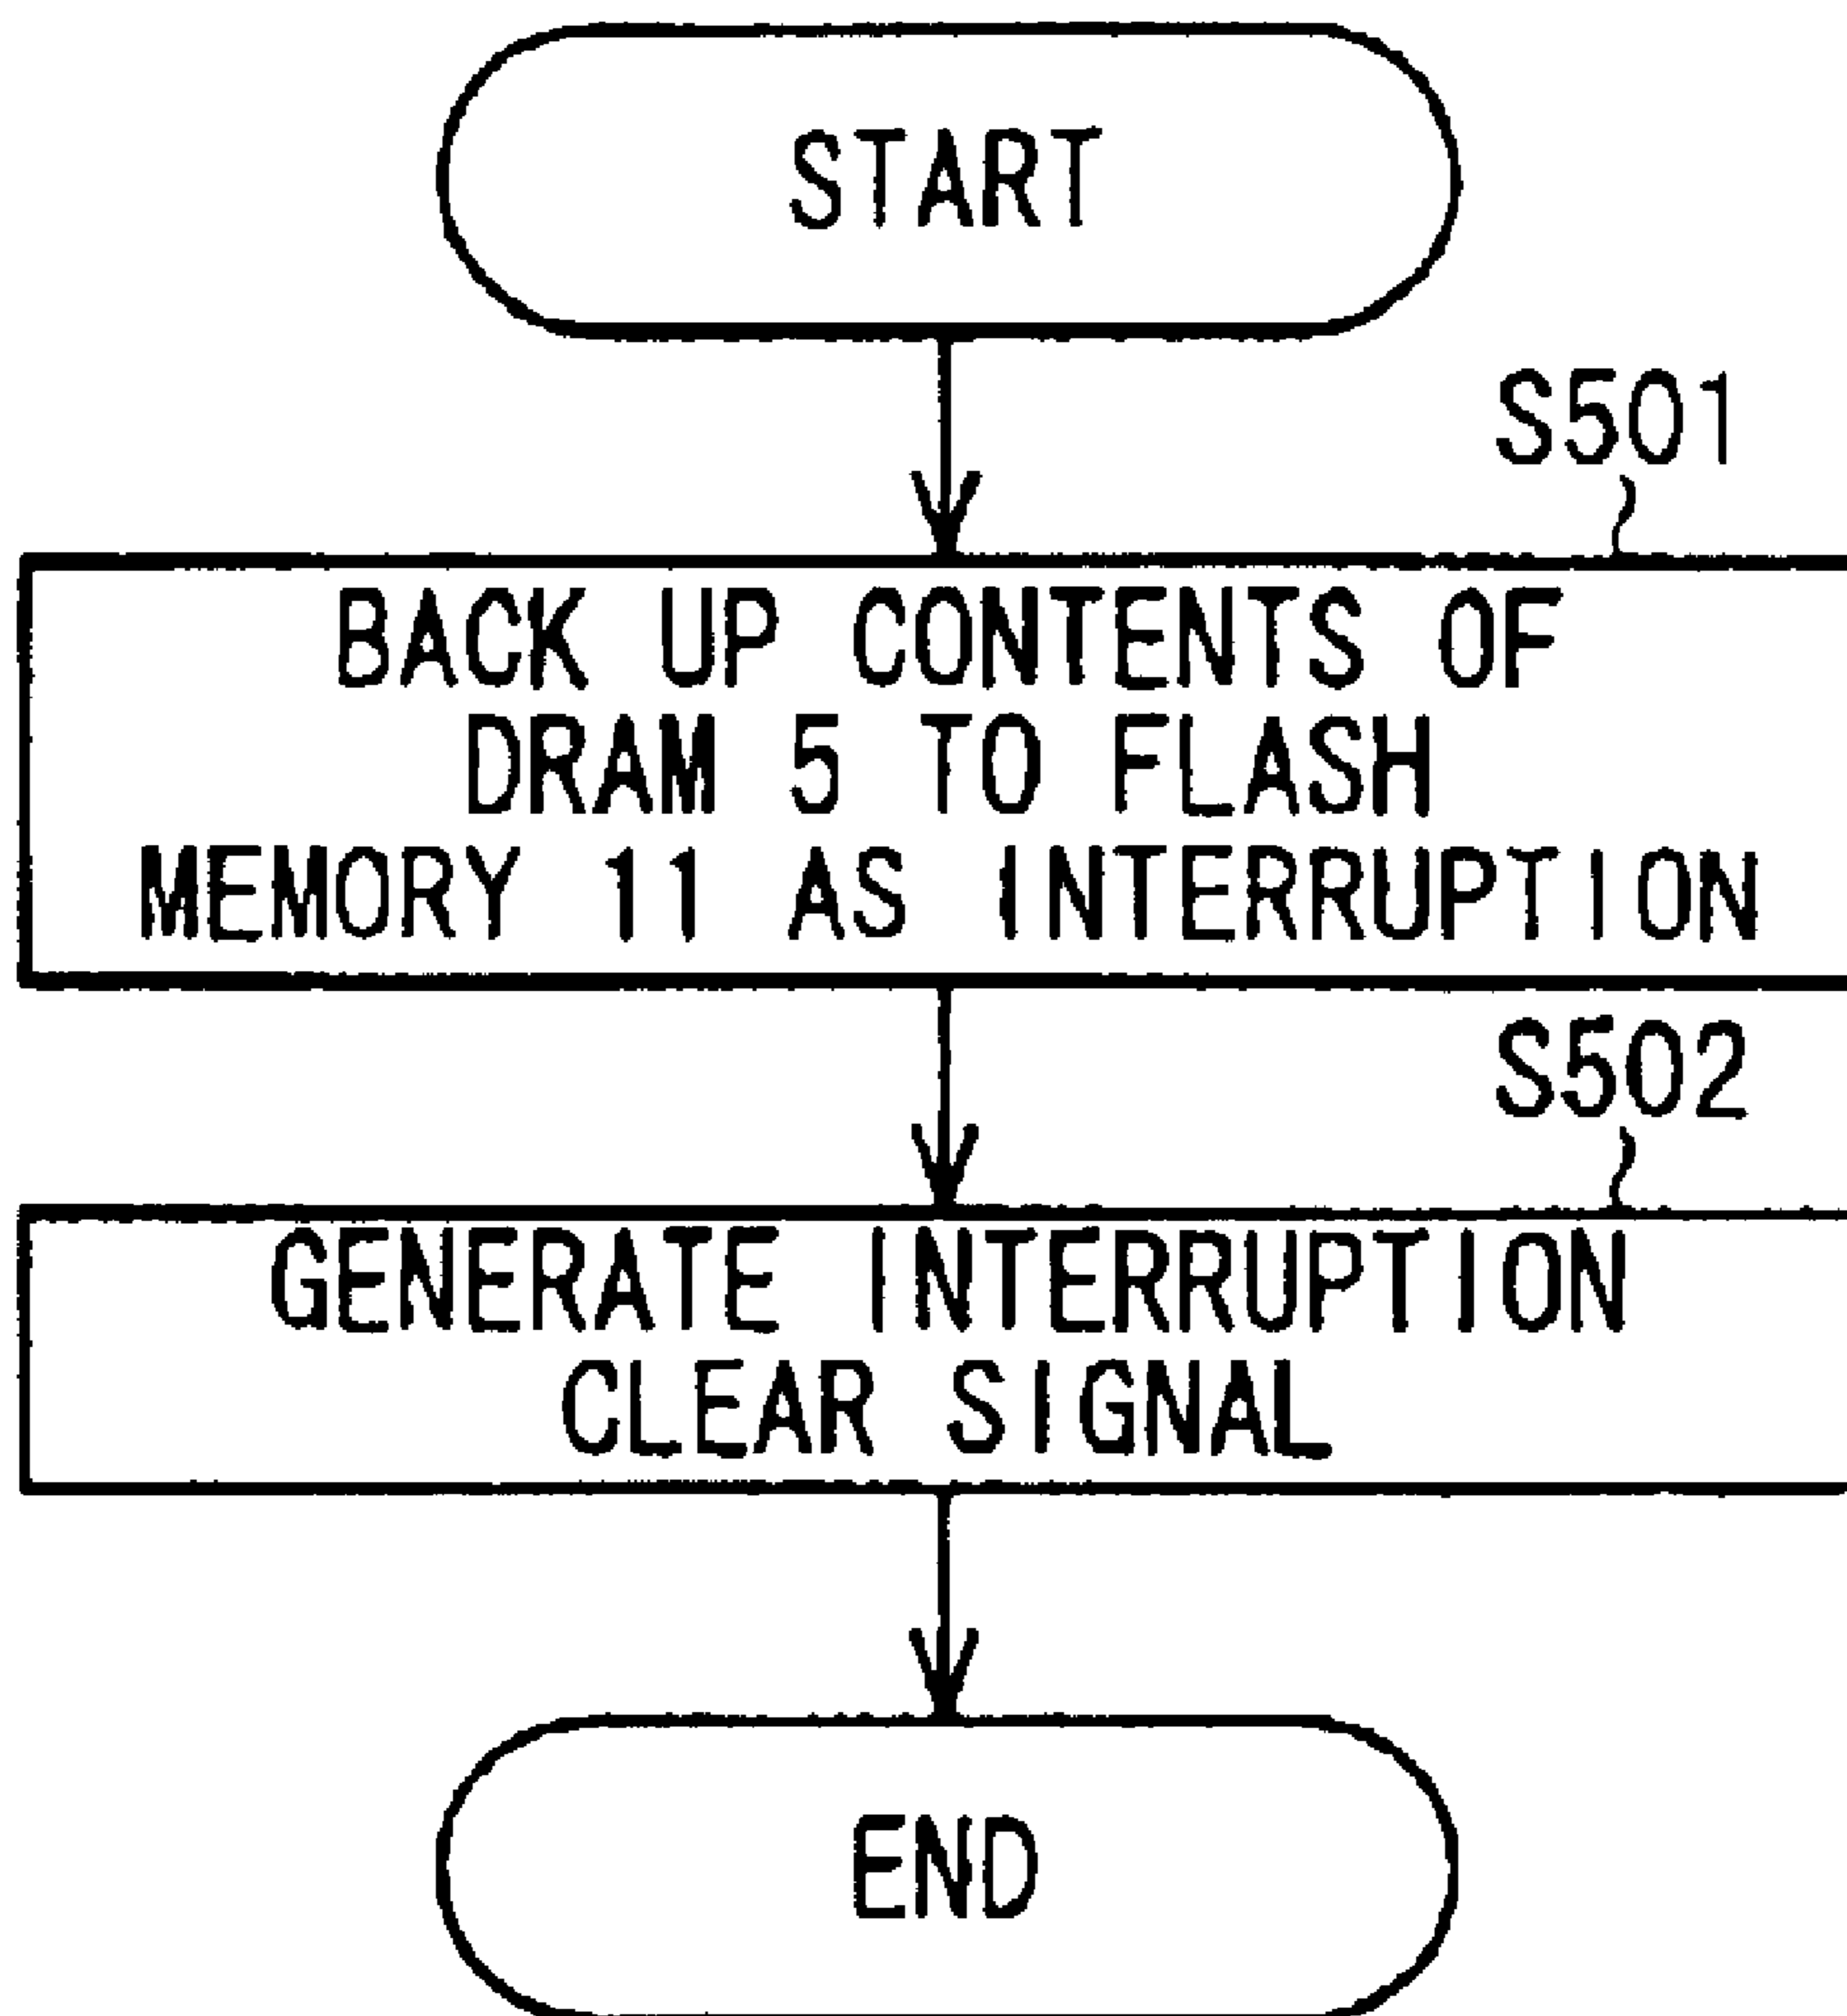 START
S501
BACK UP CONTENTS OF
DRAM 5 TO FLASH
MEMORY 11 AS INTERRUPTION
S502
GENERATE INTERRUPTION
CLEAR SIGNAL
END